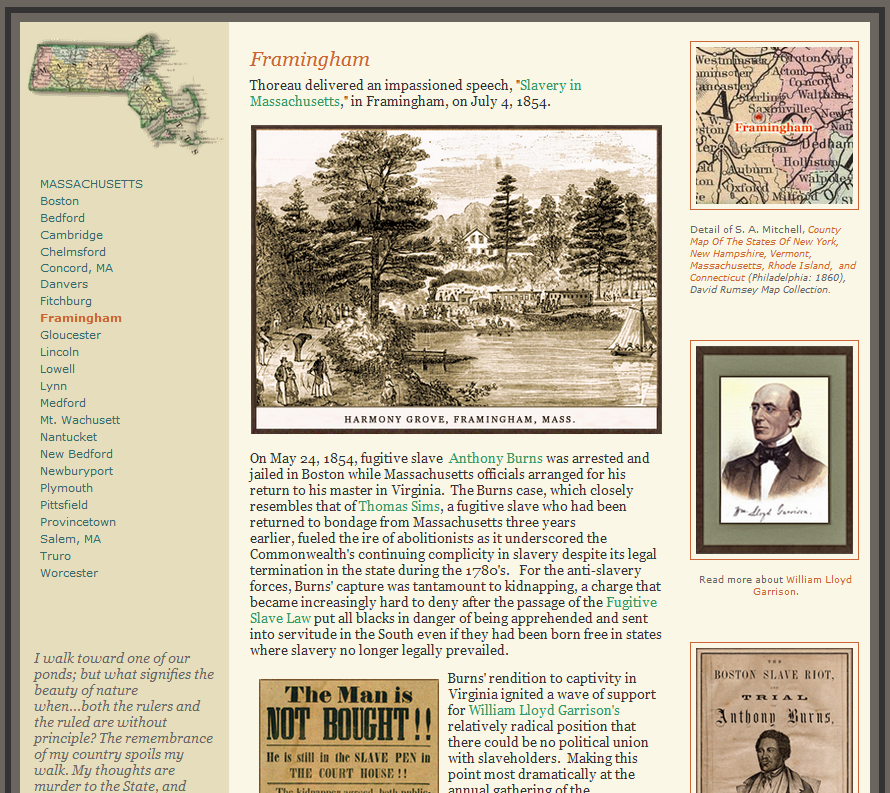 MASSACHUSETTS
MASSACHUSETTS
Boston
Bedford
Cambridge
Chelmsford
Concord, MA
Danvers
Fitchburg
Framingham
Gloucester
Lincoln
Lowell
Lynn
Medford
Mt. Wachusett
Nantucket
New Bedford
Newburyport
Plymouth
Pittsfield
Provincetown
Salem, MA
Truro
Worcester
I walk toward one of our
ponds; but what signifies the
beauty of nature
when...both the rulers and
the ruled are without
principle? The remembrance
of my country spoils my
walk. My thoughts are
murder to the State, and
Framingham
Thoreau delivered an impassioned speech, "Slavery in
Massachusetts," in Framingham, on July 4, 1854.
HARMONY GROVE, FRAMINGHAM, MASS.
On May 24, 1854, fugitive slave Anthony Burns was arrested and
jailed in Boston while Massachusetts officials arranged for his
return to his master in Virginia. The Burns case, which closely
resembles that of Thomas Sims, a fugitive slave who had been
returned to bondage from Massachusetts three years
earlier, fueled the ire of abolitionists as it underscored the
Commonwealth's continuing complicity in slavery despite its legal
termination in the state during the 1780's. For the anti-slavery
forces, Burns' capture was tantamount to kidnapping, a charge that
became increasingly hard to deny after the passage of the Fugitive
Slave Law put all blacks in danger of being apprehended and sent
into servitude in the South even if they had been born free in states
where slavery no longer legally prevailed.
The Man is
NOT BOUGHT!!
He is still in the SLAVE PEN in
THE COURT HOUSE!!
The kidnapper agreed, both public-
Burns' rendition to captivity in
Virginia ignited a wave of support
for William Lloyd Garrison's
relatively radical position that
there could be no political union
with slaveholders. Making this
point most dramatically at the
annual gathering of the
Westminster Groton Wilm
Acton
ancaster Concord
Sterling Waltham
Saxonville
Framingham
Grafton Dedham
Holliston
Auburn Walpole
Oxford Milford
Detail of S. A. Mitchell, County
Map Of The States Of New York,
New Hampshire, Vermont,
Massachusetts, Rhode Island, and
Connecticut (Philadelphia: 1860),
David Rumsey Map Collection.
Wm Lloyd Garrison.
Read more about William Lloyd
Garrison.
THE
BOSTON SLAVE RIOT,
AND
TRIAL
Anthony Burns,